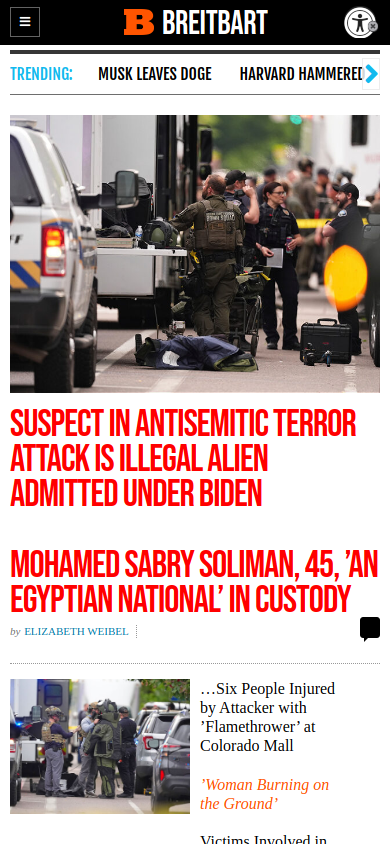 BREITBART
TRENDING: MUSK LEAVES DOGE HARVARD HAMMERED
SUSPECT IN ANTISEMITIC TERROR
ATTACK IS ILLEGAL ALIEN
ADMITTED UNDER BIDEN
MOHAMED SABRY SOLIMAN, 45, ’AN
EGYPTIAN NATIONAL’ IN CUSTODY
by ELIZABETH WEIBEL
…Six People Injured
by Attacker with
’Flamethrower’ at
Colorado Mall
’Woman Burning on
the Ground’
Victims Involved in